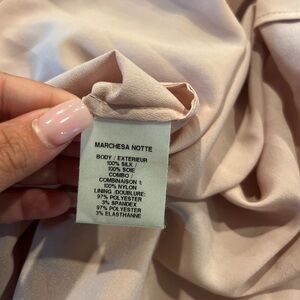 MARCHESA NOTTE
BODY / EXTERIEUR
100% SILK /
100% SOIE
COMBO /
COMBINAISON 1:
100% NYLON
LINING /DOUBLURE:
97% POLYESTER
3% SPANDEX
97% POLYESTER
3% ELASTHANNE